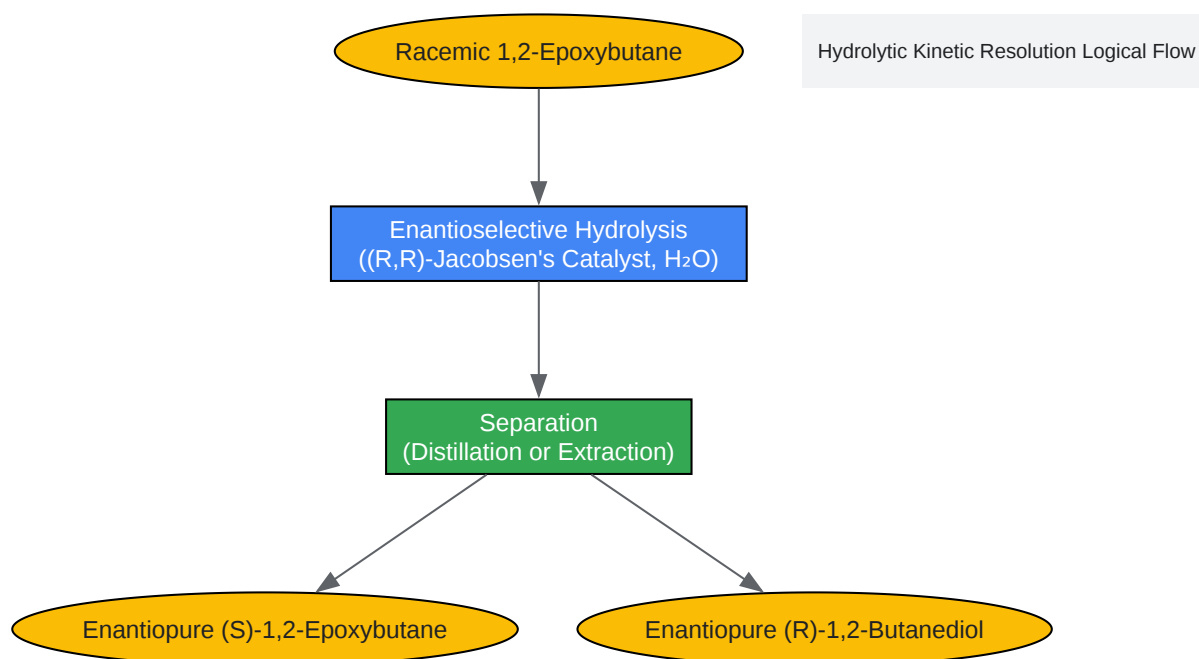 Racemic 1,2-Epoxybutane
Hydrolytic Kinetic Resolution Logical Flow
Enantioselective Hydrolysis
((R,R)-Jacobsen's Catalyst, H₂O)
Separation
(Distillation or Extraction)
Enantiopure (S)-1,2-Epoxybutane
Enantiopure (R)-1,2-Butanediol